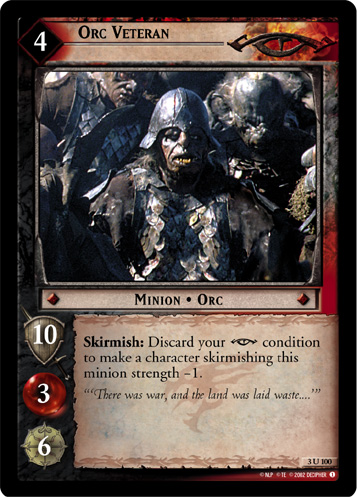 4 ORC VETERAN
MINION • ORC
10
3
6
Skirmish: Discard your condition
to make a character skirmishing this
minion strength –1.
“‘There was war, and the land was laid waste....’”
3 U 100
© NLP ™ TE © 2002 DECIPHER